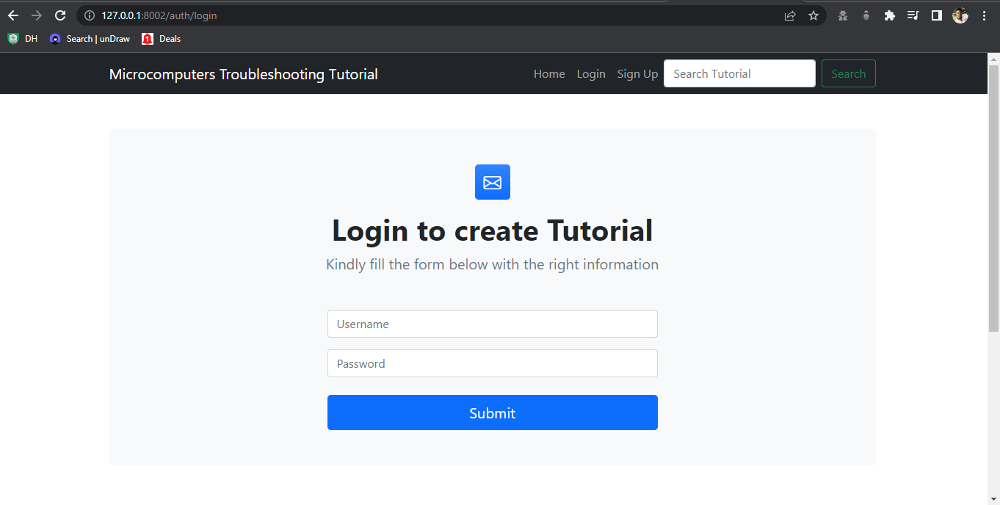 127.0.0.1:8002/auth/login
DH Search | unDraw 1 Deals
Microcomputers Troubleshooting Tutorial Home Login Sign Up Search Tutorial Search
Login to create Tutorial
Kindly fill the form below with the right information
Username
Password
Submit